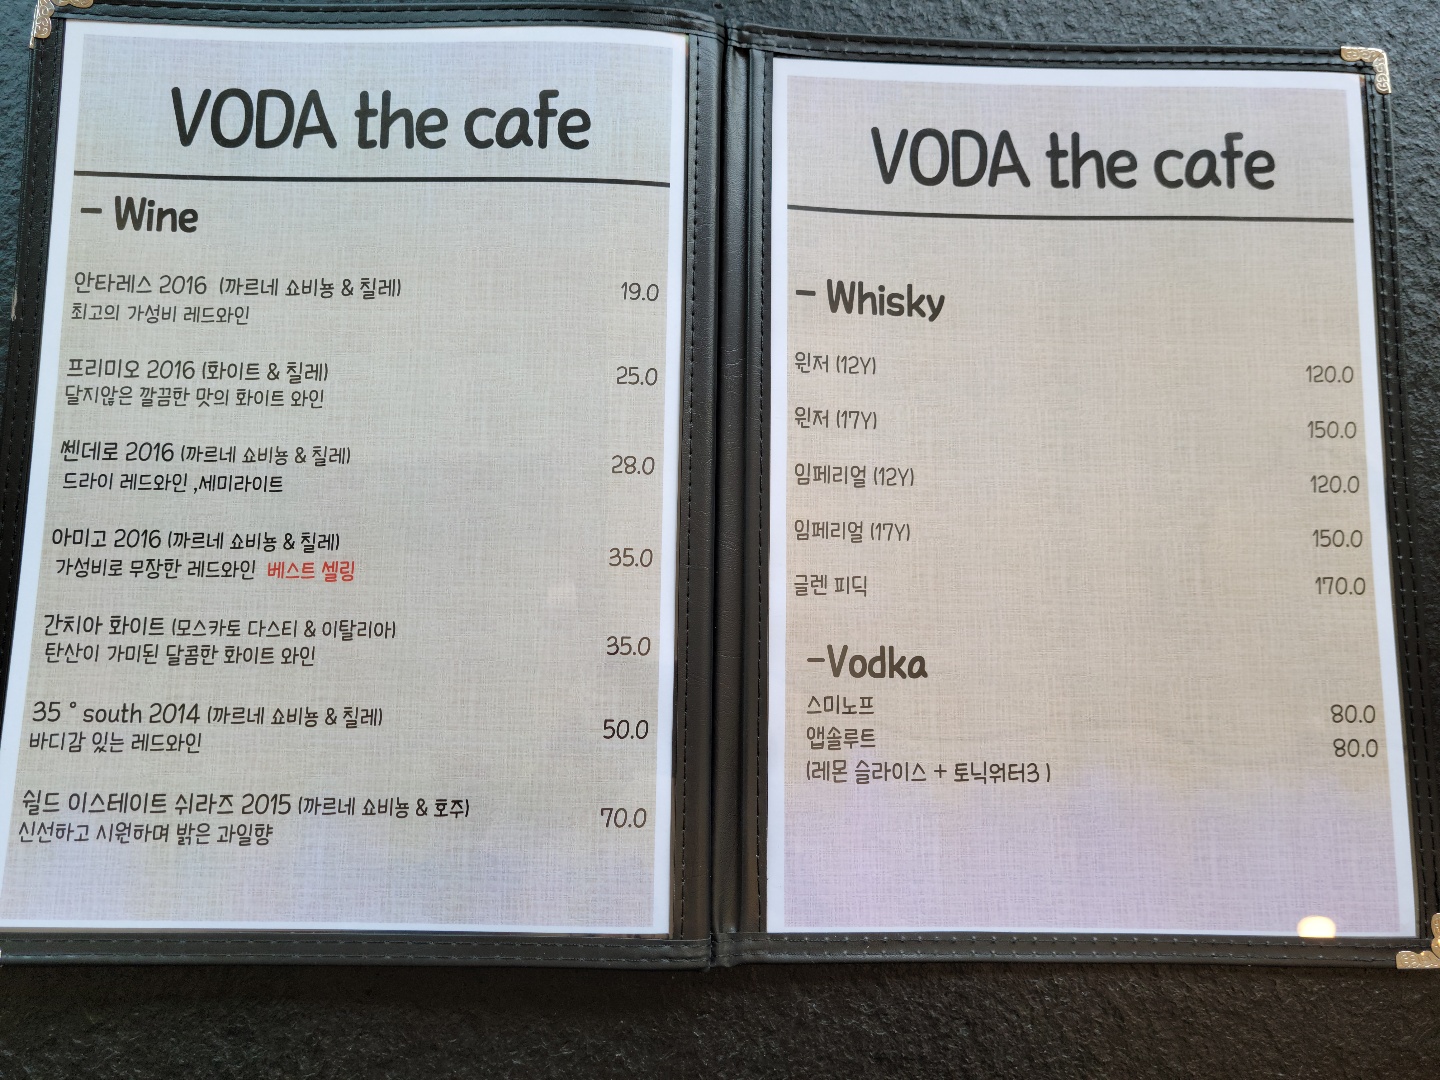 VODA the cafe
– Wine
안타레스 2016 (까르네 쇼비뇽 & 칠레) 19.0
최고의 가성비 레드와인
프리미오 2016 (화이트 & 칠레) 25.0
달지않은 깔끔한 맛의 화이트 와인
쎈데로 2016 (까르네 쇼비뇽 & 칠레) 28.0
드라이 레드와인 ,세미라이트
아미고 2016 (까르네 쇼비뇽 & 칠레) 35.0
가성비로 무장한 레드와인 베스트 셀링
간치아 화이트 (모스카토 다스티 & 이탈리아) 35.0
탄산이 가미된 달콤한 화이트 와인
35 ° south 2014 (까르네 쇼비뇽 & 칠레) 50.0
바디감 있는 레드와인
쉴드 이스테이트 쉬라즈 2015 (까르네 쇼비뇽 & 호주) 70.0
신선하고 시원하며 밝은 과일향
VODA the cafe
– Whisky
윈저 (12Y) 120.0
윈저 (17Y) 150.0
임페리얼 (12Y) 120.0
임페리얼 (17Y) 150.0
글렌 피딕 170.0
–Vodka
스미노프 80.0
앱솔루트 80.0
(레몬 슬라이스 + 토닉워터3 )